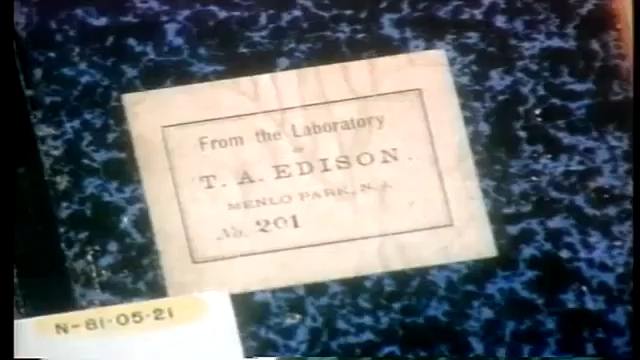 From the Laboratory
OF
T. A. EDISON.
MENLO PARK, N. J.
No. 201
N-81-05-21